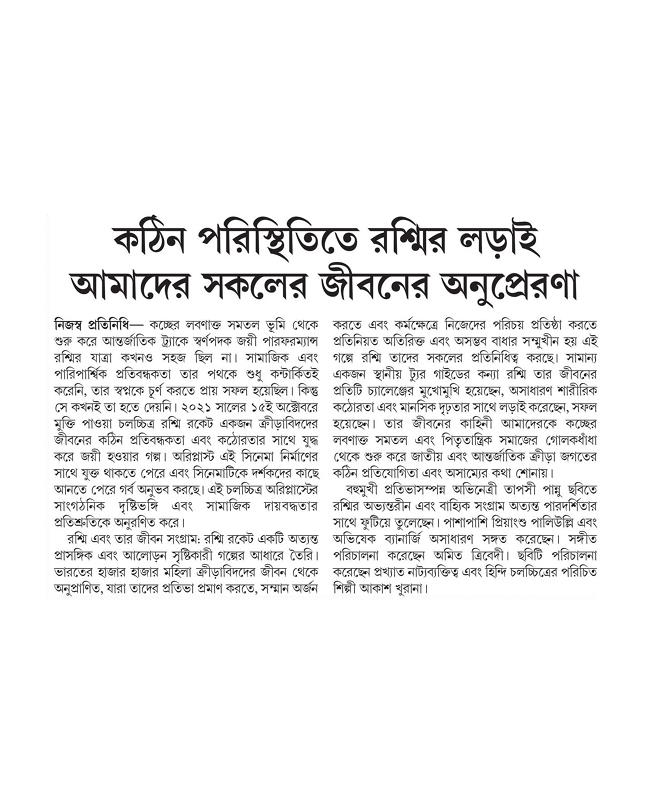 কঠিন পরিস্থিতিতে রশ্মির লড়াই
আমাদের সকলের জীবনের অনুপ্রেরণা
নিজস্ব প্রতিনিধি— কচ্ছের লবণাক্ত সমতল ভূমি থেকে
শুরু করে আন্তর্জাতিক ট্র্যাকে স্বর্ণপদক জয়ী পারফরম্যান্স
রশ্মির যাত্রা কখনও সহজ ছিল না। সামাজিক এবং
পারিপার্শ্বিক প্রতিবন্ধকতা তার পথকে শুধু কন্টার্কিতই
করেনি, তার স্বপ্নকে চূর্ণ করতে প্রায় সফল হয়েছিল। কিন্তু
সে কখনই তা হতে দেয়নি। ২০২১ সালের ১৫ই অক্টোবরে
মুক্তি পাওয়া চলচ্চিত্র রশ্মি রকেট একজন ক্রীড়াবিদদের
জীবনের কঠিন প্রতিবন্ধকতা এবং কঠোরতার সাথে যুদ্ধ
করে জয়ী হওয়ার গল্প। অরিপ্লাস্ট এই সিনেমা নির্মাণের
সাথে যুক্ত থাকতে পেরে এবং সিনেমাটিকে দর্শকদের কাছে
আনতে পেরে গর্ব অনুভব করছে। এই চলচ্চিত্র অরিপ্লাস্টের
সাংগঠনিক দৃষ্টিভঙ্গি এবং সামাজিক দায়বদ্ধতার
প্রতিশ্রুতিকে অনুরণিত করে।
রশ্মি এবং তার জীবন সংগ্রাম: রশ্মি রকেট একটি অত্যন্ত
প্রাসঙ্গিক এবং আলোড়ন সৃষ্টিকারী গল্পের আধারে তৈরি।
ভারতের হাজার হাজার মহিলা ক্রীড়াবিদদের জীবন থেকে
অনুপ্রাণিত, যারা তাদের প্রতিভা প্রমাণ করতে, সম্মান অর্জন
করতে এবং কর্মক্ষেত্রে নিজেদের পরিচয় প্রতিষ্ঠা করতে
প্রতিনিয়ত অতিরিক্ত এবং অসম্ভব বাধার সম্মুখীন হয় এই
গল্পে রশ্মি তাদের সকলের প্রতিনিধিত্ব করছে। সামান্য
একজন স্থানীয় ট্যুর গাইডের কন্যা রশ্মি তার জীবনের
প্রতিটি চ্যালেঞ্জের মুখোমুখি হয়েছেন, অসাধারণ শারীরিক
কঠোরতা এবং মানসিক দৃঢ়তার সাথে লড়াই করেছেন, সফল
হয়েছেন। তার জীবনের কাহিনী আমাদেরকে কচ্ছের
লবণাক্ত সমতল এবং পিতৃতান্ত্রিক সমাজের গোলকধাঁধা
থেকে শুরু করে জাতীয় এবং আন্তর্জাতিক ক্রীড়া জগতের
কঠিন প্রতিযোগিতা এবং অসাম্যের কথা শোনায়।
বহুমুখী প্রতিভাসম্পন্ন অভিনেত্রী তাপসী পান্নু ছবিতে
রশ্মির অভ্যন্তরীন এবং বাহ্যিক সংগ্রাম অত্যন্ত পারদর্শিতার
সাথে ফুটিয়ে তুলেছেন। পাশাপাশি প্রিয়াংশু পালিউল্লি এবং
অভিষেক ব্যানার্জি অসাধারণ সঙ্গত করেছেন। সঙ্গীত
পরিচালনা করেছেন অমিত ত্রিবেদী। ছবিটি পরিচালনা
করেছেন প্রখ্যাত নাট্যব্যক্তিত্ব এবং হিন্দি চলচ্চিত্রের পরিচিত
শিল্পী আকাশ খুরানা।